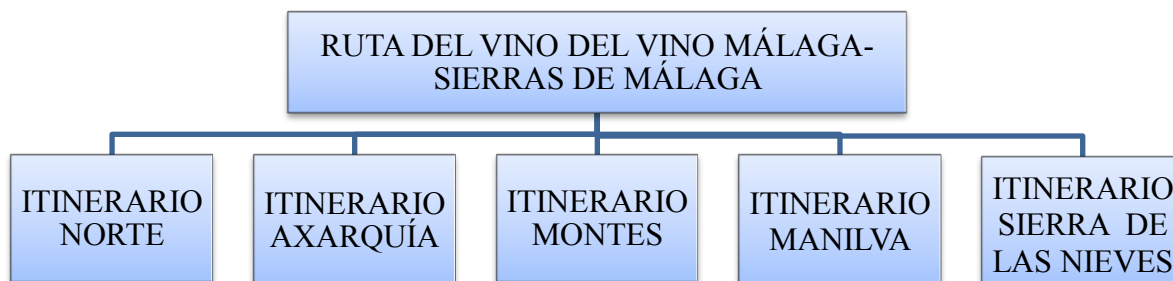 RUTA DEL VINO DEL VINO MÁLAGA-
SIERRAS DE MÁLAGA
ITINERARIO
NORTE
ITINERARIO
AXARQUÍA
ITINERARIO
MONTES
ITINERARIO
MANILVA
ITINERARIO
SIERRA DE
LAS NIEVES